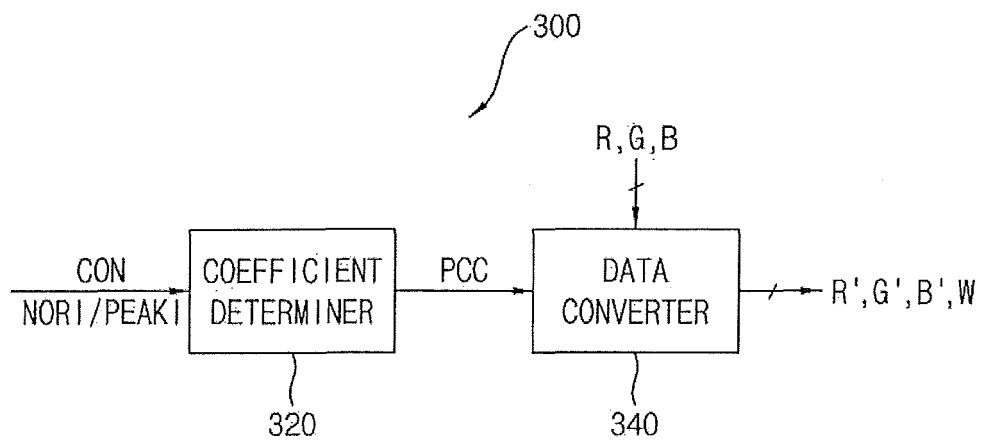 300
R,G,B
CON
NORI/PEAKI
COEFFICIENT
DETERMINER
PCC
DATA
CONVERTER
R',G',B',W
320
340